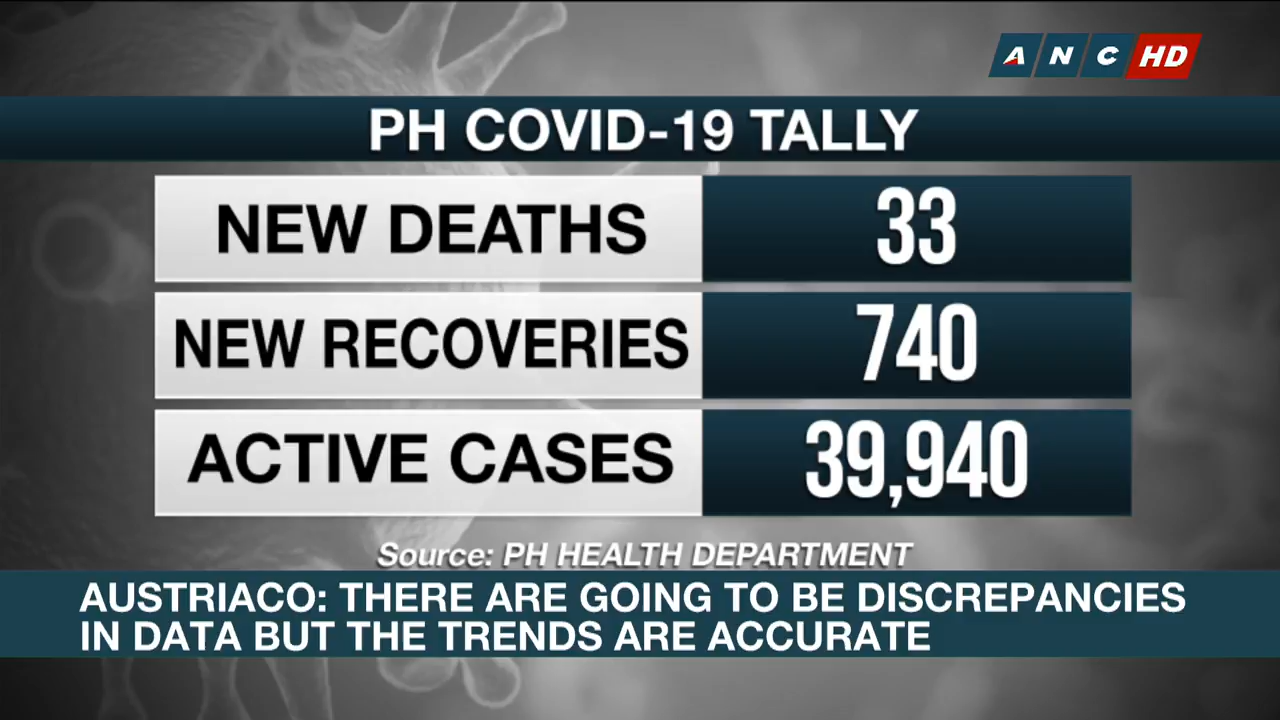 ANC HD
PH COVID-19 TALLY
NEW DEATHS 33
NEW RECOVERIES 740
ACTIVE CASES 39,940
Source: PH HEALTH DEPARTMENT
AUSTRIACO: THERE ARE GOING TO BE DISCREPANCIES
IN DATA BUT THE TRENDS ARE ACCURATE